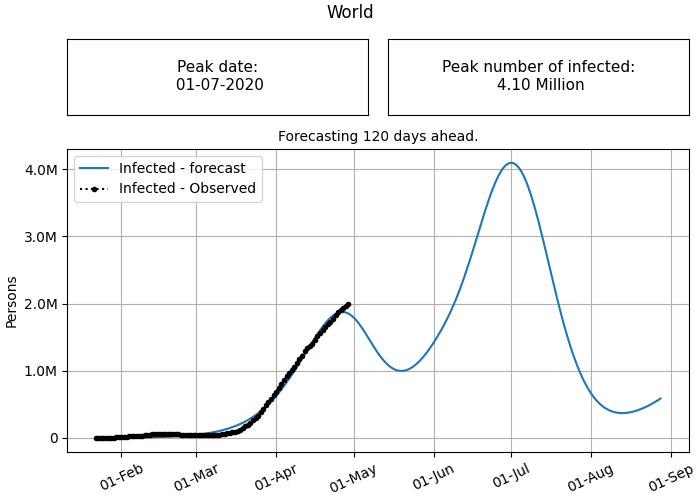 World
Peak date:
01-07-2020
Peak number of infected:
4.10 Million
Forecasting 120 days ahead.
Infected - forecast
Infected - Observed
4.0M
3.0M
2.0M
1.0M
0
Persons
01-Feb
01-Mar
01-Apr
01-May
01-Jun
01-Jul
01-Aug
01-Sep